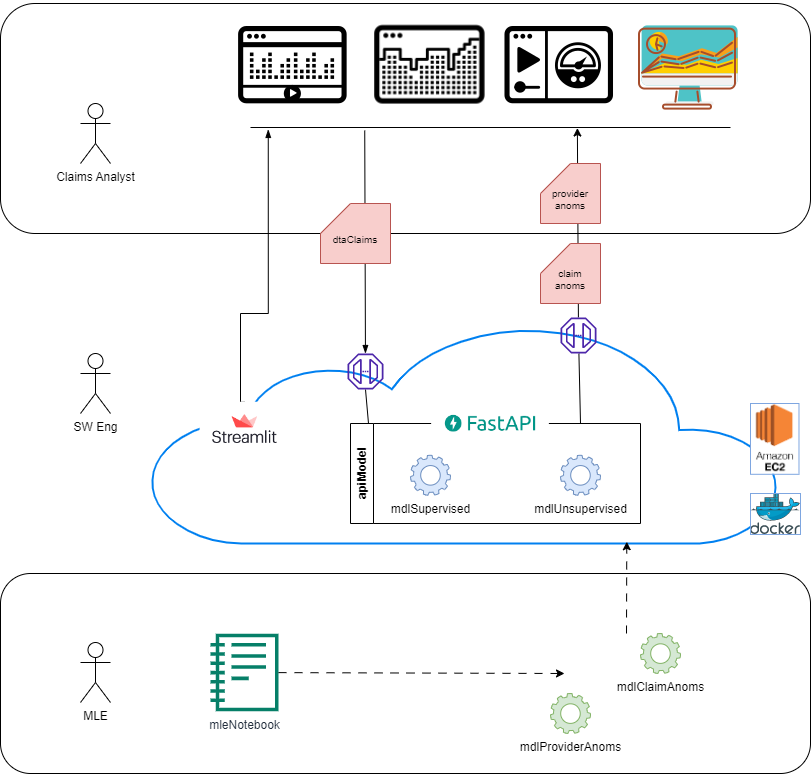 Claims Analyst
provider
anoms
dtaClaims
claim
anoms
SW Eng
Streamlit
FastAPI
apiModel
mdlSupervised
mdlUnsupervised
Amazon
EC2
docker
MLE
mleNotebook
mdlClaimAnoms
mdlProviderAnoms